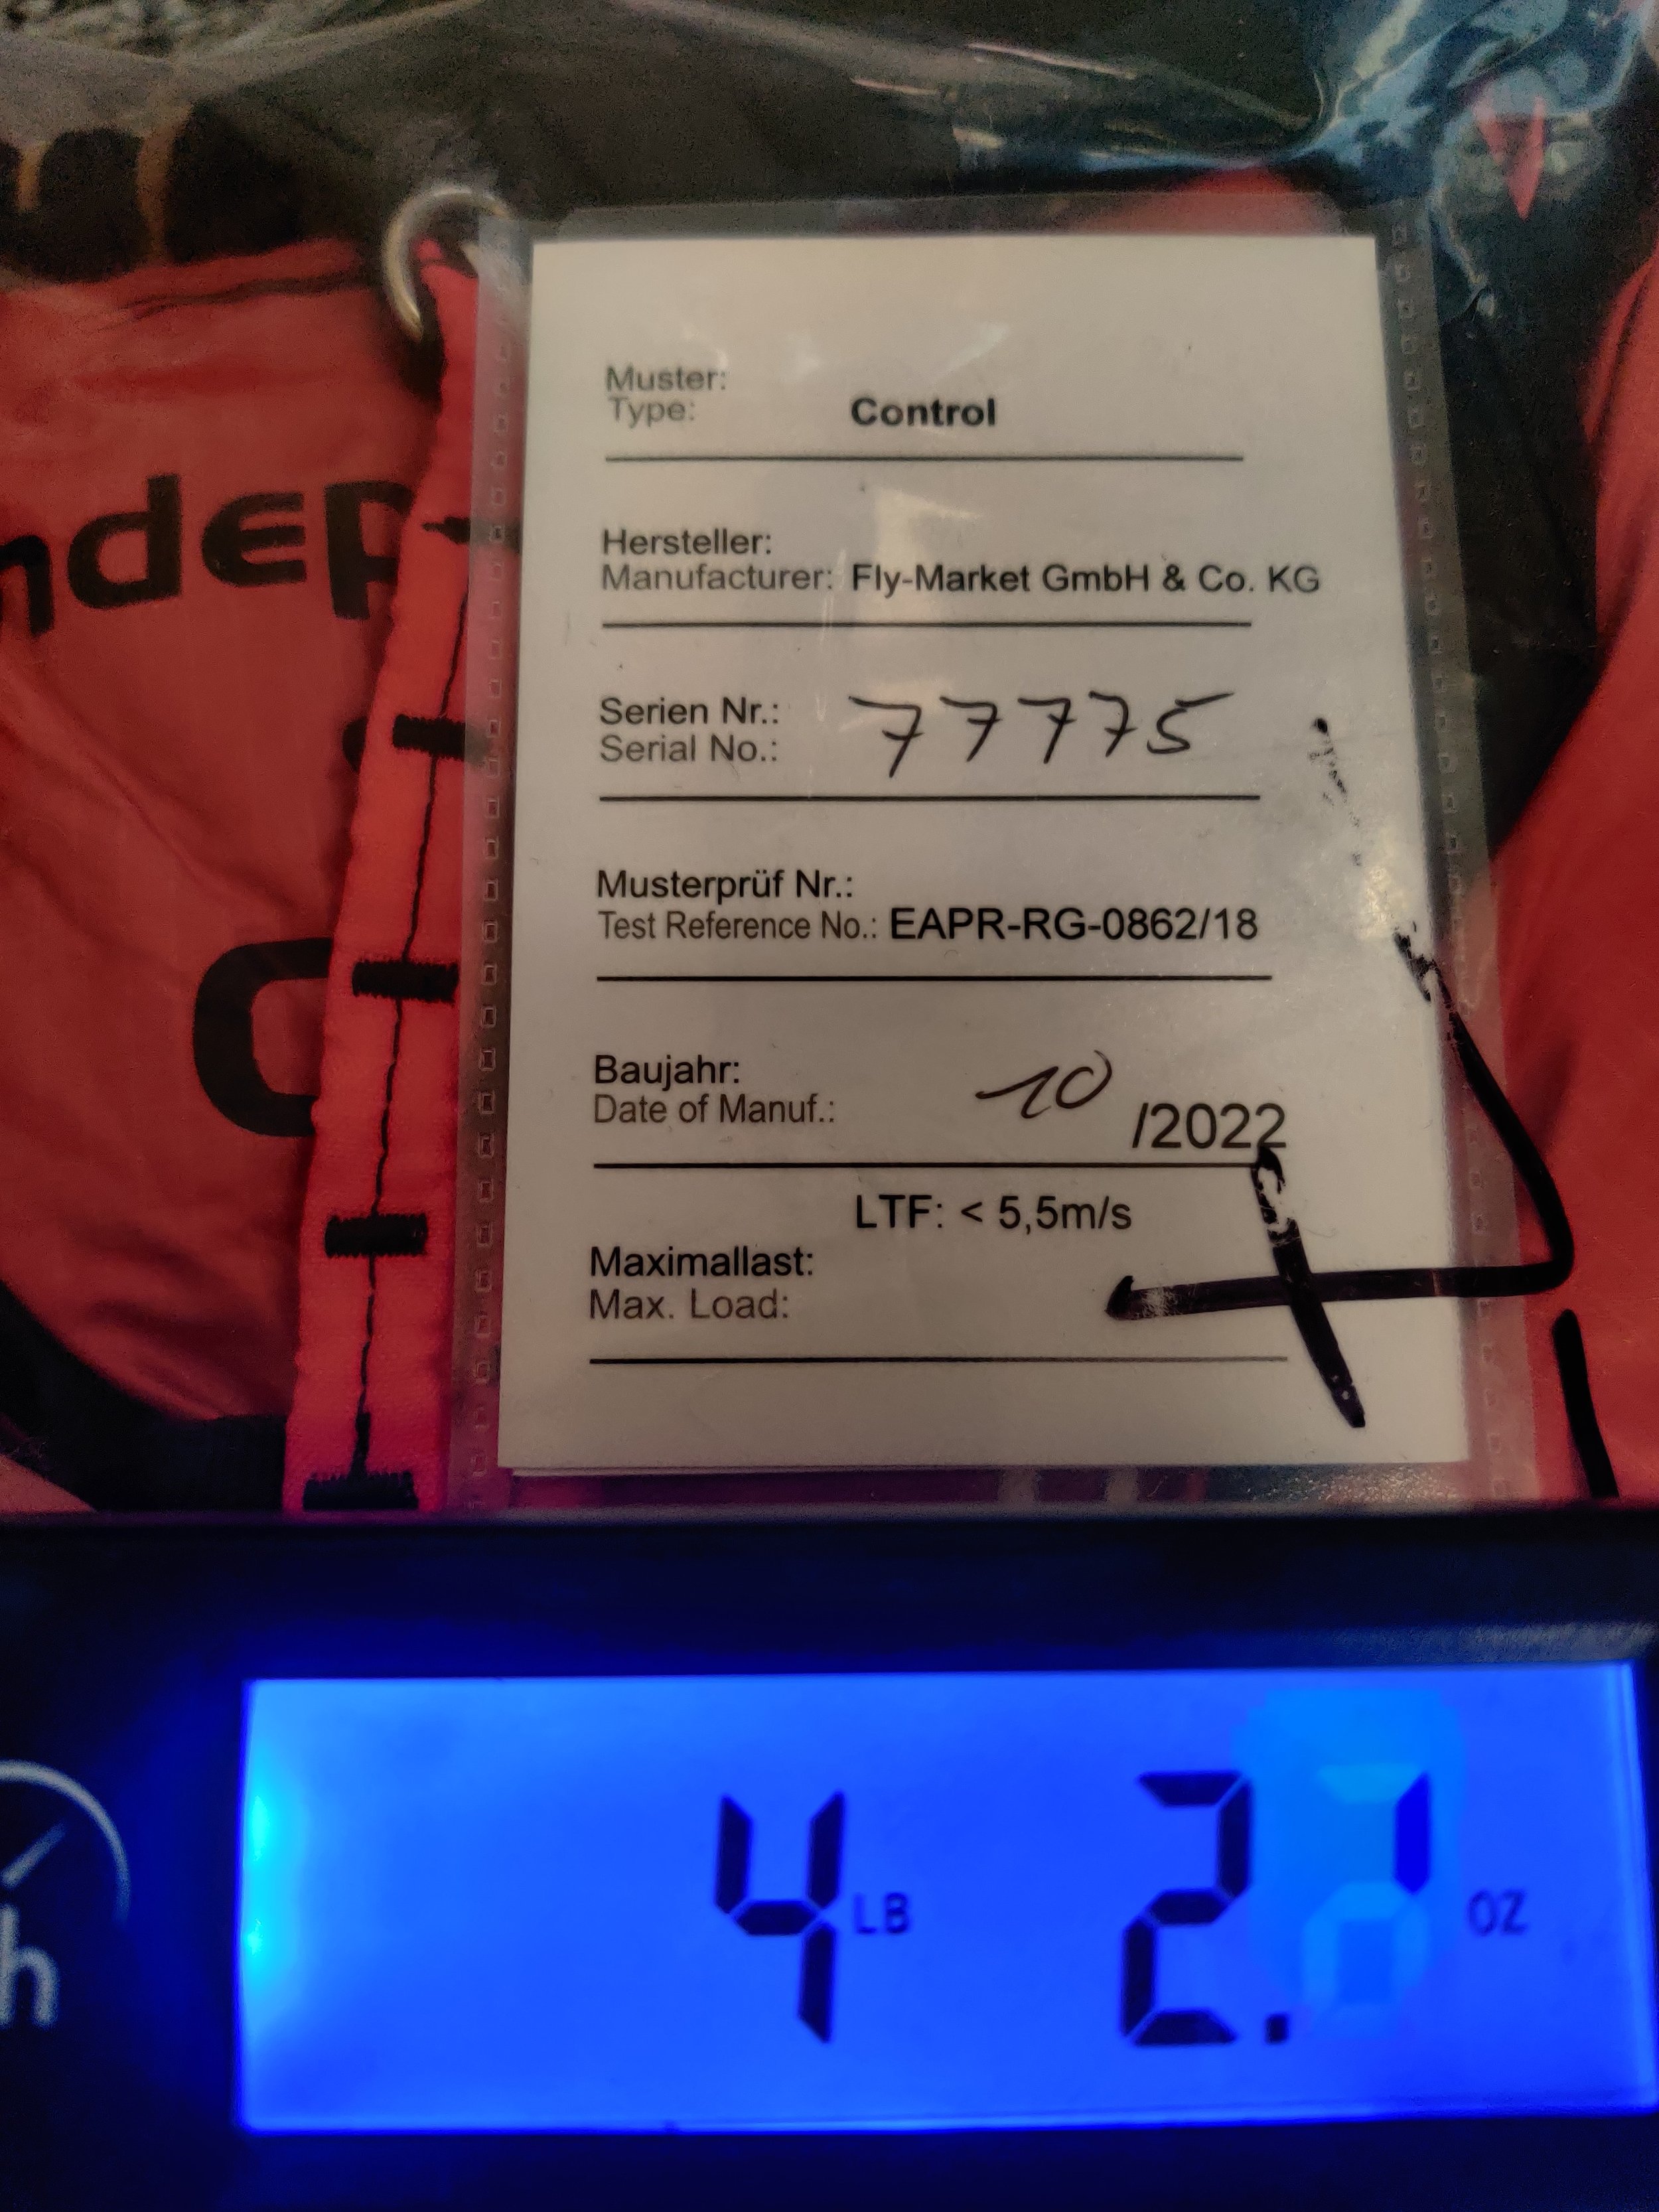 Muster:
Type: Control
ndep
Hersteller:
Manufacturer: Fly-Market GmbH & Co. KG
Serien Nr.: 77775
Serial No.:
Musterprüf Nr.:
Test Reference No.: EAPR-RG-0862/18
Baujahr:
Date of Manuf.: 10 /2022
LTF: < 5,5m/s
Maximallast:
Max. Load:
4 LB 2. OZ
h